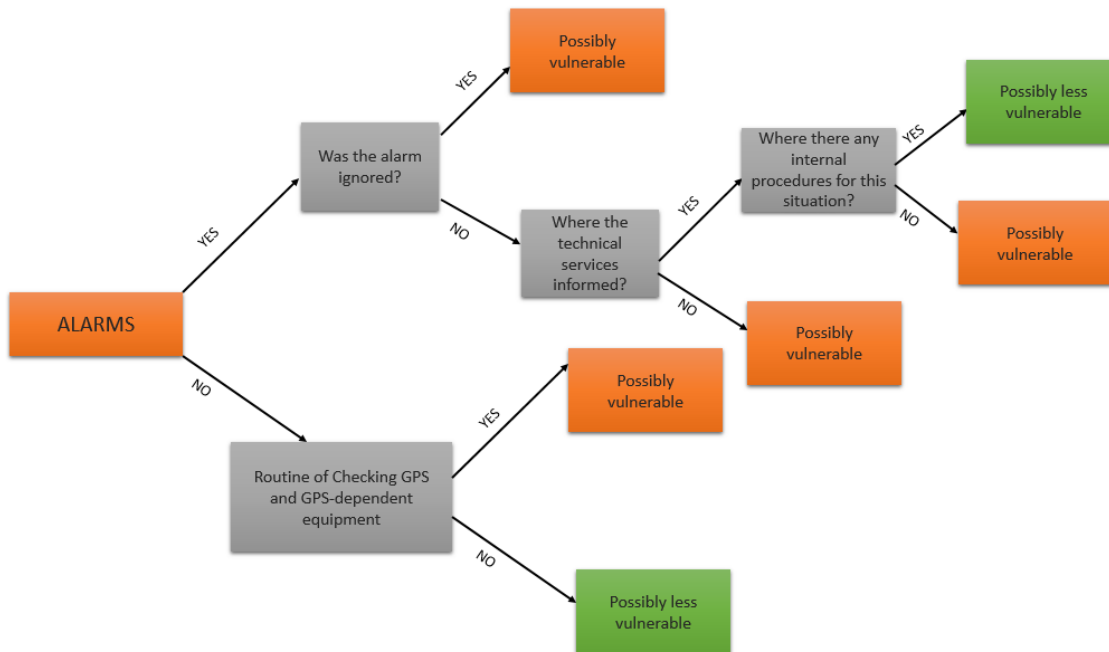 Possibly
vulnerable
YES
Possibly less
vulnerable
Was the alarm
ignored?
Where there any
internal
procedures for this
situation?
YES
NO
YES
NO
Where the
technical
services
informed?
YES
NO
Possibly
vulnerable
ALARMS
Possibly
vulnerable
NO
YES
Possibly
vulnerable
Routine of Checking GPS
and GPS-dependent
equipment
NO
Possibly less
vulnerable